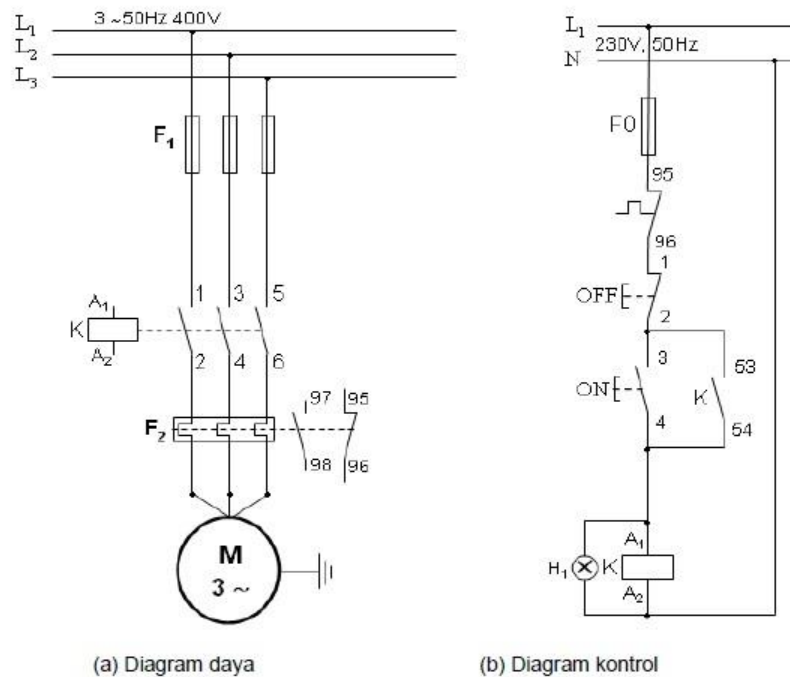 L₁ 3 ~50Hz 400V
L₂
L₃
F₁
A₁
K
A₂
1 3 5
2 4 6
F₂
97 95
98 96
M
3 ~
(a) Diagram daya
L₁
230V, 50Hz
N
F0
95
96
1
OFF
2
3
ON
4
53
K
54
H₁ K
A₁
A₂
(b) Diagram kontrol